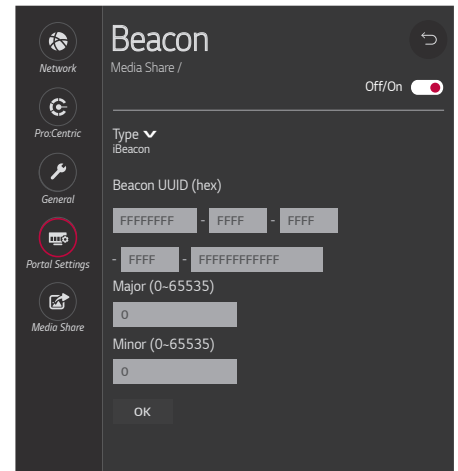 Beacon
Media Share /
Off/On
Network
Pro:Centric
General
Portal Settings
Media Share
Type
iBeacon
Beacon UUID (hex)
FFFFFFFF - FFFF - FFFF
- FFFF - FFFFFFFFFFFF
Major (0~65535)
0
Minor (0~65535)
0
OK